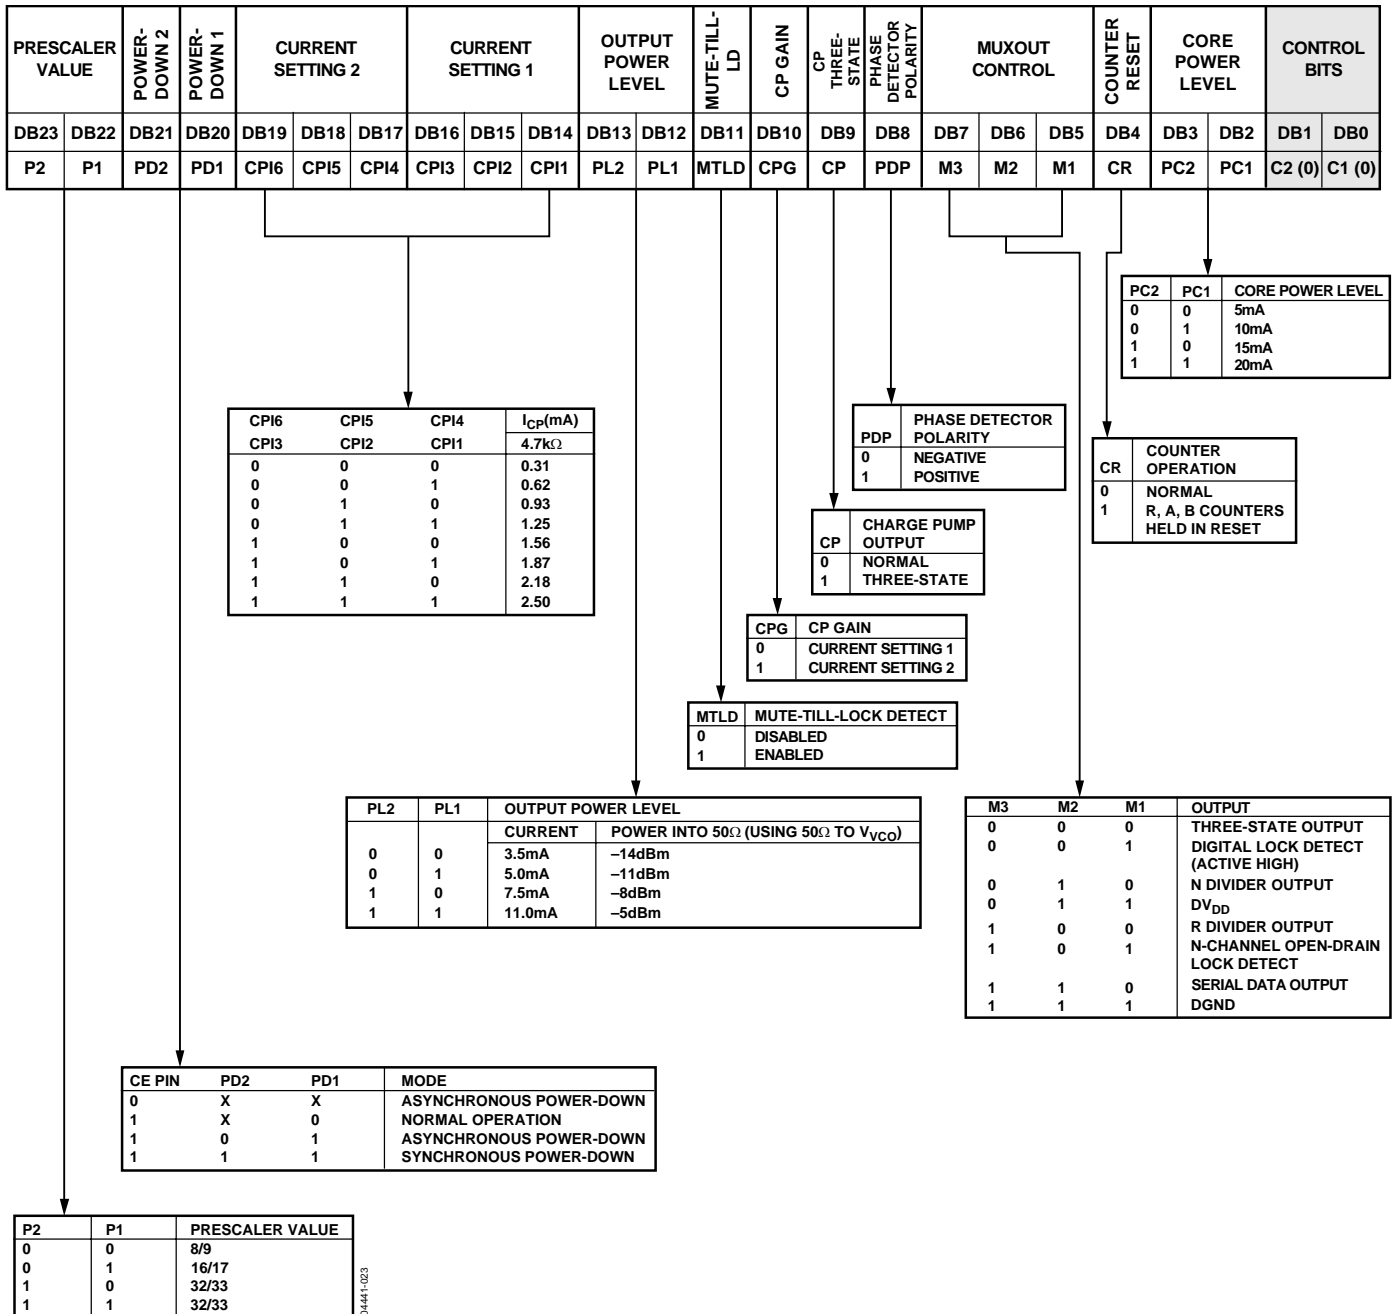 PRESCALER VALUE
POWER-DOWN 2
POWER-DOWN 1
CURRENT SETTING 2
CURRENT SETTING 1
OUTPUT POWER LEVEL
MUTE-TILL-LD
CP GAIN
CP THREE-STATE
PHASE DETECTOR POLARITY
MUXOUT CONTROL
COUNTER RESET
CORE POWER LEVEL
CONTROL BITS
DB23 DB22 DB21 DB20 DB19 DB18 DB17 DB16 DB15 DB14 DB13 DB12 DB11 DB10 DB9 DB8 DB7 DB6 DB5 DB4 DB3 DB2 DB1 DB0
P2 P1 PD2 PD1 CPI6 CPI5 CPI4 CPI3 CPI2 CPI1 PL2 PL1 MTLD CPG CP PDP M3 M2 M1 CR PC2 PC1 C2 (0) C1 (0)
PC2 PC1 CORE POWER LEVEL
0 0 5mA
0 1 10mA
1 0 15mA
1 1 20mA
CPI6 CPI5 CPI4 ICP(mA)
CPI3 CPI2 CPI1 4.7kΩ
0 0 0 0.31
0 0 1 0.62
0 1 0 0.93
0 1 1 1.25
1 0 0 1.56
1 0 1 1.87
1 1 0 2.18
1 1 1 2.50
PHASE DETECTOR
PDP POLARITY
0 NEGATIVE
1 POSITIVE
COUNTER
CR OPERATION
0 NORMAL
1 R, A, B COUNTERS
HELD IN RESET
CHARGE PUMP
CP OUTPUT
0 NORMAL
1 THREE-STATE
CPG CP GAIN
0 CURRENT SETTING 1
1 CURRENT SETTING 2
MTLD MUTE-TILL-LOCK DETECT
0 DISABLED
1 ENABLED
PL2 PL1 OUTPUT POWER LEVEL
CURRENT POWER INTO 50Ω (USING 50Ω TO VVCO)
0 0 3.5mA –14dBm
0 1 5.0mA –11dBm
1 0 7.5mA –8dBm
1 1 11.0mA –5dBm
M3 M2 M1 OUTPUT
0 0 0 THREE-STATE OUTPUT
0 0 1 DIGITAL LOCK DETECT
(ACTIVE HIGH)
0 1 0 N DIVIDER OUTPUT
0 1 1 DVDD
1 0 0 R DIVIDER OUTPUT
1 0 1 N-CHANNEL OPEN-DRAIN
LOCK DETECT
1 1 0 SERIAL DATA OUTPUT
1 1 1 DGND
CE PIN PD2 PD1 MODE
0 X X ASYNCHRONOUS POWER-DOWN
1 X 0 NORMAL OPERATION
1 0 1 ASYNCHRONOUS POWER-DOWN
1 1 1 SYNCHRONOUS POWER-DOWN
P2 P1 PRESCALER VALUE
0 0 8/9
0 1 16/17
1 0 32/33
1 1 32/33
04441-023